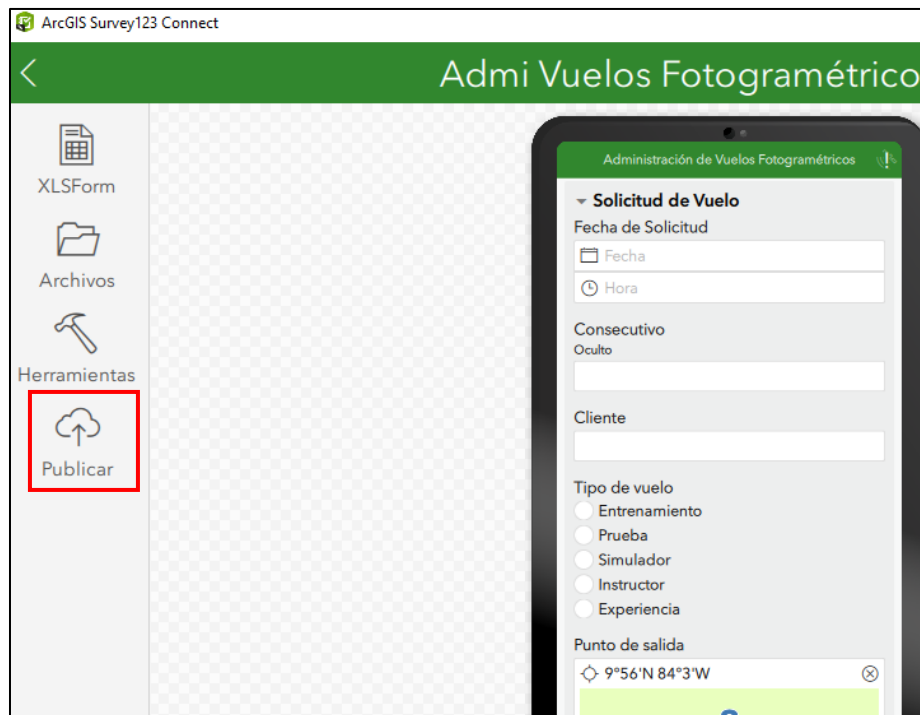 ArcGIS Survey123 Connect
Admi Vuelos Fotogramétrico
XLSForm
Archivos
Herramientas
Publicar
Administración de Vuelos Fotogramétricos
Solicitud de Vuelo
Fecha de Solicitud
Fecha
Hora
Consecutivo
Oculto
Cliente
Tipo de vuelo
Entrenamiento
Prueba
Simulador
Instructor
Experiencia
Punto de salida
9°56'N 84°3'W